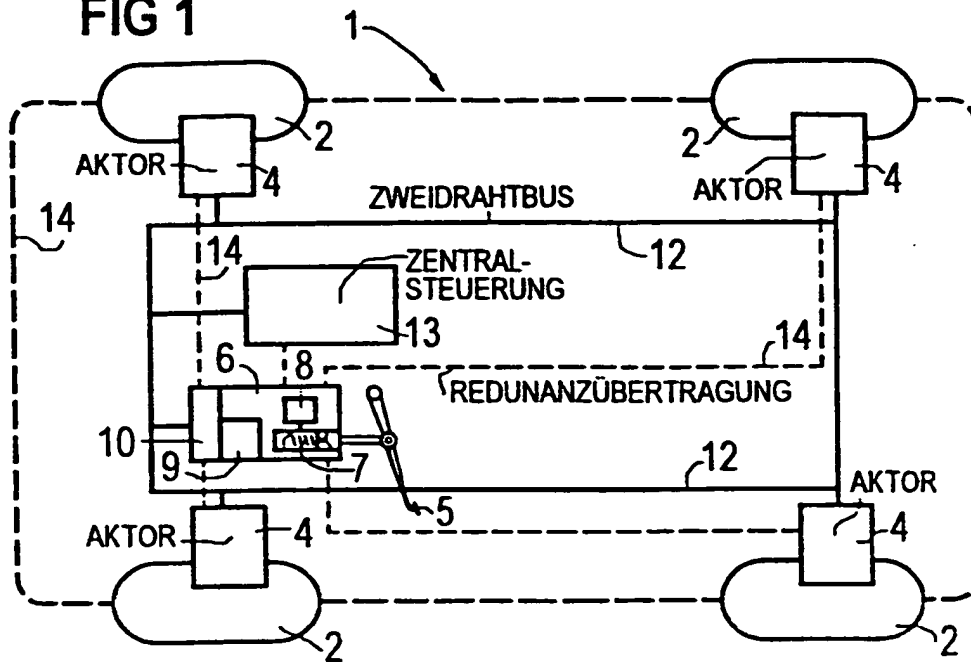 FIG 1
1
2
2
AKTOR
4
AKTOR
4
14
ZWEIDRAHTBUS
14
12
ZENTRAL-
STEUERUNG
13
14
6
8
REDUNANZÜBERTRAGUNG
10
9
7
12
5
AKTOR
AKTOR
4
4
2
2